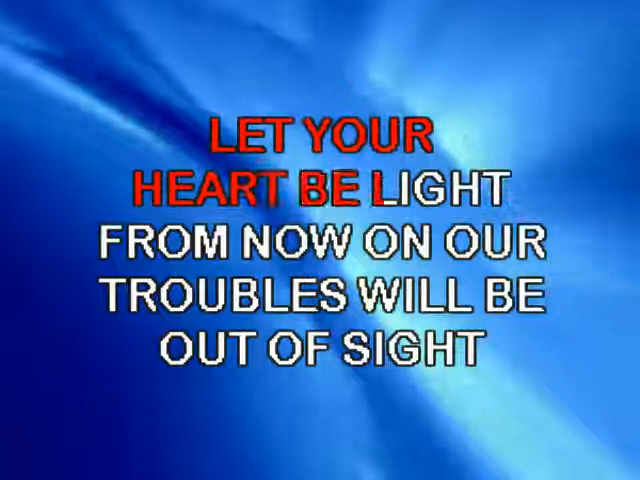 LET YOUR
HEART BE LIGHT
FROM NOW ON OUR
TROUBLES WILL BE
OUT OF SIGHT